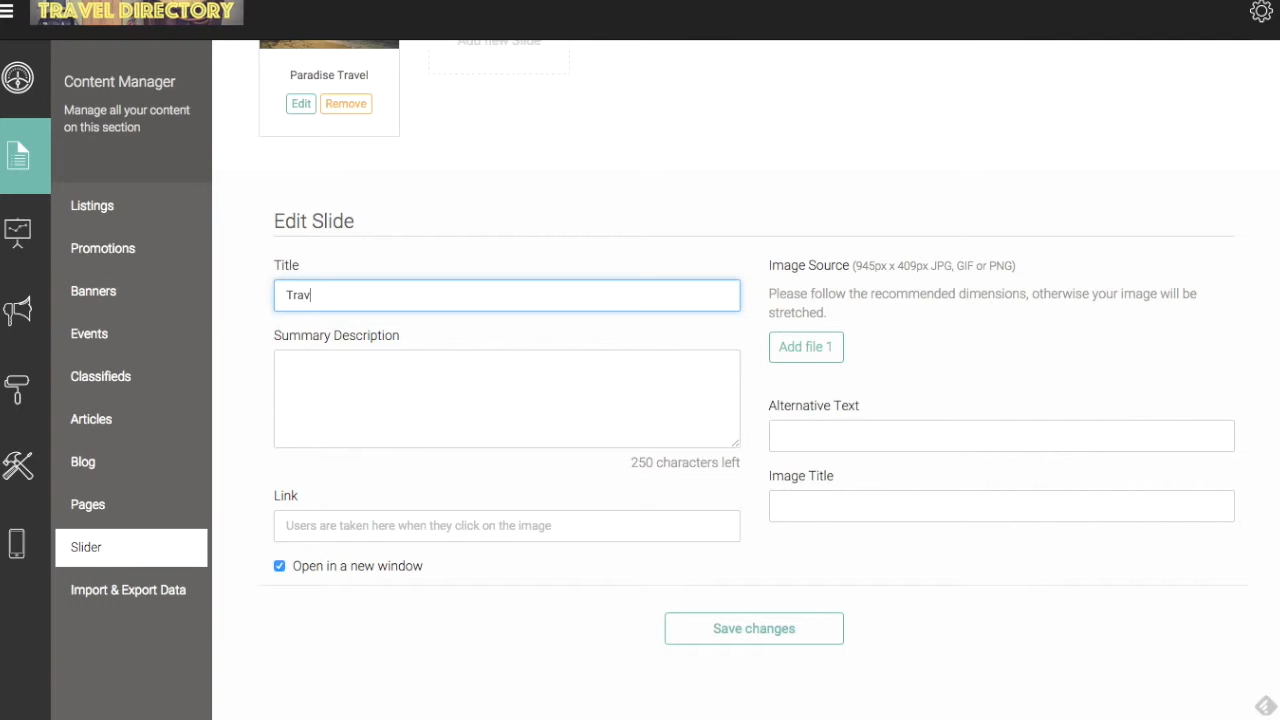 TRAVEL DIRECTORY
Content Manager
Manage all your content
on this section
Listings
Promotions
Banners
Events
Classifieds
Articles
Blog
Pages
Slider
Import & Export Data
Add new Slide
Paradise Travel
Edit
Remove
Edit Slide
Title
Trav
Summary Description
250 characters left
Link
Users are taken here when they click on the image
Open in a new window
Image Source (945px x 409px JPG, GIF or PNG)
Please follow the recommended dimensions, otherwise your image will be
stretched.
Add file 1
Alternative Text
Image Title
Save changes